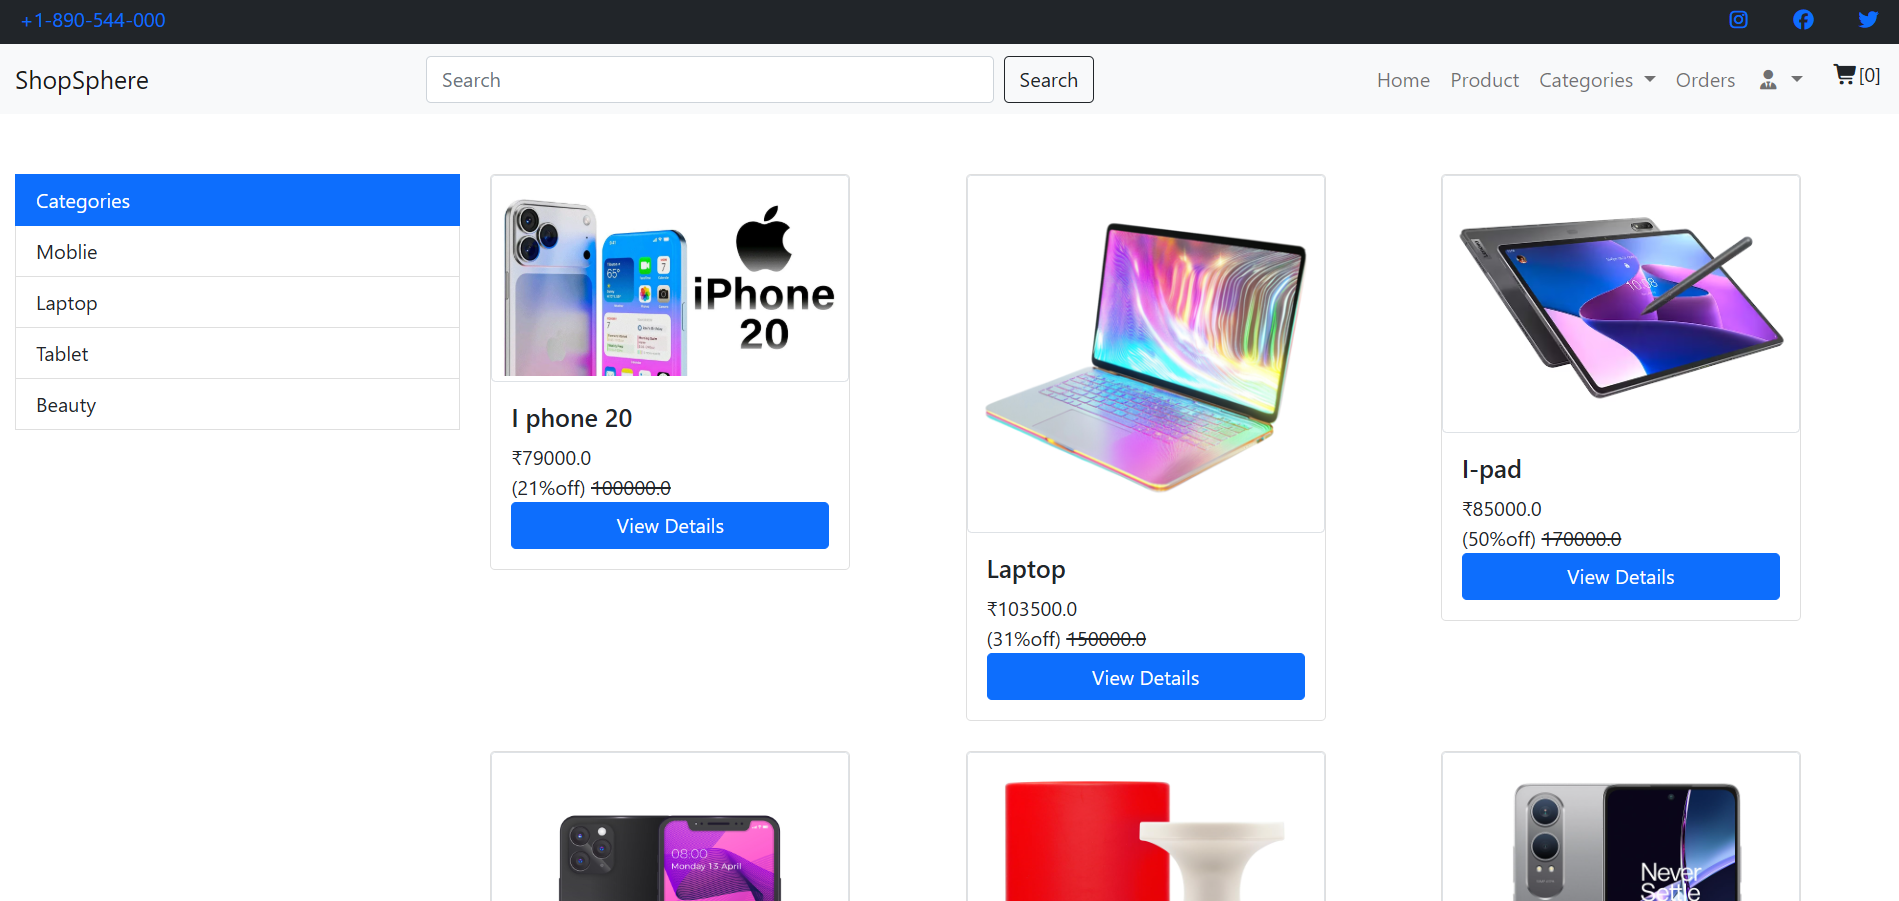 +1-890-544-000
ShopSphere
Search
Search
Home
Product
Categories
Orders
[0]
Categories
Moblie
Laptop
Tablet
Beauty
iPhone
20
I phone 20
₹79000.0
(21%off) 100000.0
View Details
Laptop
₹103500.0
(31%off) 150000.0
View Details
10:08
I-pad
₹85000.0
(50%off) 170000.0
View Details
08:00
Monday 13 April
Never
Settle